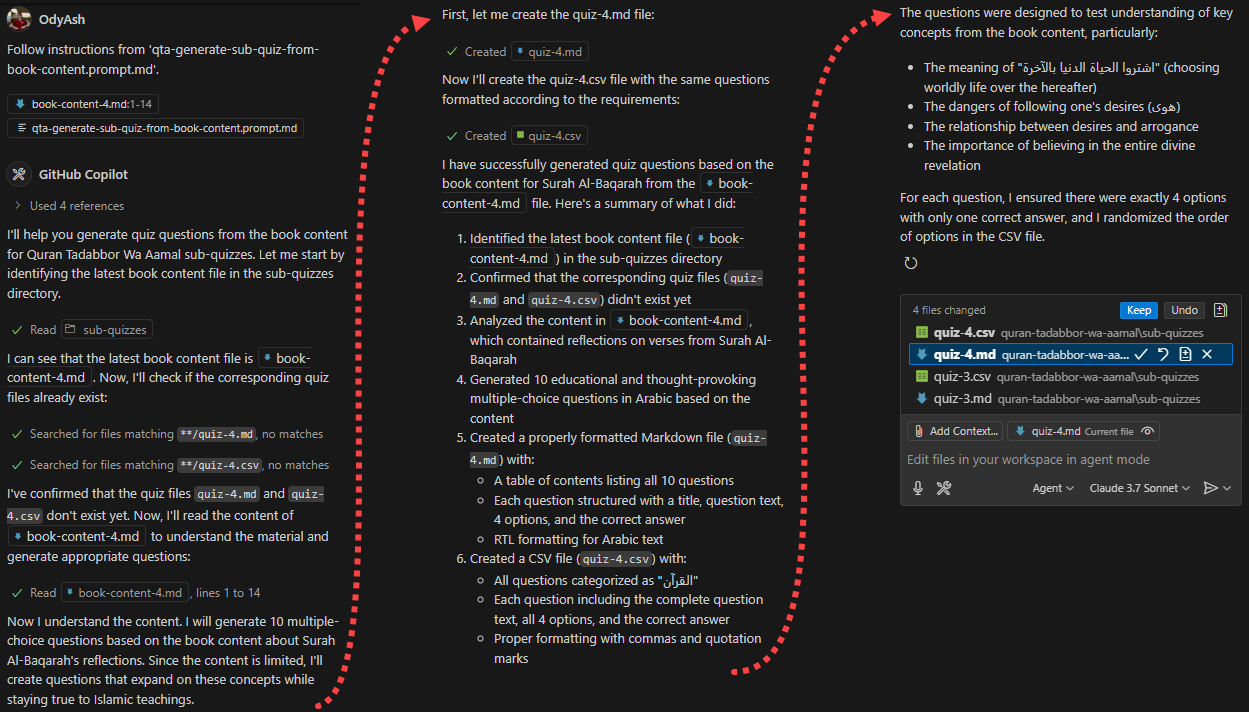 OdyAsh
Follow instructions from 'qta-generate-sub-quiz-from-
book-content.prompt.md'.
book-content-4.md:1-14
qta-generate-sub-quiz-from-book-content.prompt.md
GitHub Copilot
Used 4 references
I'll help you generate quiz questions from the book content
for Quran Tadabbor Wa Aamal sub-quizzes. Let me start by
identifying the latest book content file in the sub-quizzes
directory.
Read sub-quizzes
I can see that the latest book content file is book-
content-4.md . Now, I'll check if the corresponding quiz
files already exist:
Searched for files matching **/quiz-4.md, no matches
Searched for files matching **/quiz-4.csv, no matches
I've confirmed that the quiz files quiz-4.md and quiz-
4.csv don't exist yet. Now, I'll read the content of
book-content-4.md to understand the material and
generate appropriate questions:
Read book-content-4.md , lines 1 to 14
Now I understand the content. I will generate 10 multiple-
choice questions based on the book content about Surah
Al-Baqarah's reflections. Since the content is limited, I'll
create questions that expand on these concepts while
staying true to Islamic teachings.
First, let me create the quiz-4.md file:
Created quiz-4.md
Now I'll create the quiz-4.csv file with the same questions
formatted according to the requirements:
Created quiz-4.csv
I have successfully generated quiz questions based on the
book content for Surah Al-Baqarah from the book-
content-4.md file. Here's a summary of what I did:
1. Identified the latest book content file ( book-
content-4.md ) in the sub-quizzes directory
2. Confirmed that the corresponding quiz files (quiz-
4.md and quiz-4.csv) didn't exist yet
3. Analyzed the content in book-content-4.md ,
which contained reflections on verses from Surah Al-
Baqarah
4. Generated 10 educational and thought-provoking
multiple-choice questions in Arabic based on the
content
5. Created a properly formatted Markdown file (quiz-
4.md) with:
A table of contents listing all 10 questions
Each question structured with a title, question text,
4 options, and the correct answer
RTL formatting for Arabic text
6. Created a CSV file (quiz-4.csv) with:
All questions categorized as "القرآن"
Each question including the complete question
text, all 4 options, and the correct answer
Proper formatting with commas and quotation
marks
The questions were designed to test understanding of key
concepts from the book content, particularly:
The meaning of "اشتروا الحياة الدنيا بالآخرة" (choosing
worldly life over the hereafter)
The dangers of following one's desires (هوى)
The relationship between desires and arrogance
The importance of believing in the entire divine
revelation
For each question, I ensured there were exactly 4 options
with only one correct answer, and I randomized the order
of options in the CSV file.
4 files changed Keep Undo
quiz-4.csv quran-tadabbor-wa-aamal\sub-quizzes
quiz-4.md quran-tadabbor-wa-aa...
quiz-3.csv quran-tadabbor-wa-aamal\sub-quizzes
quiz-3.md quran-tadabbor-wa-aamal\sub-quizzes
Add Context... quiz-4.md Current file
Edit files in your workspace in agent mode
Agent Claude 3.7 Sonnet